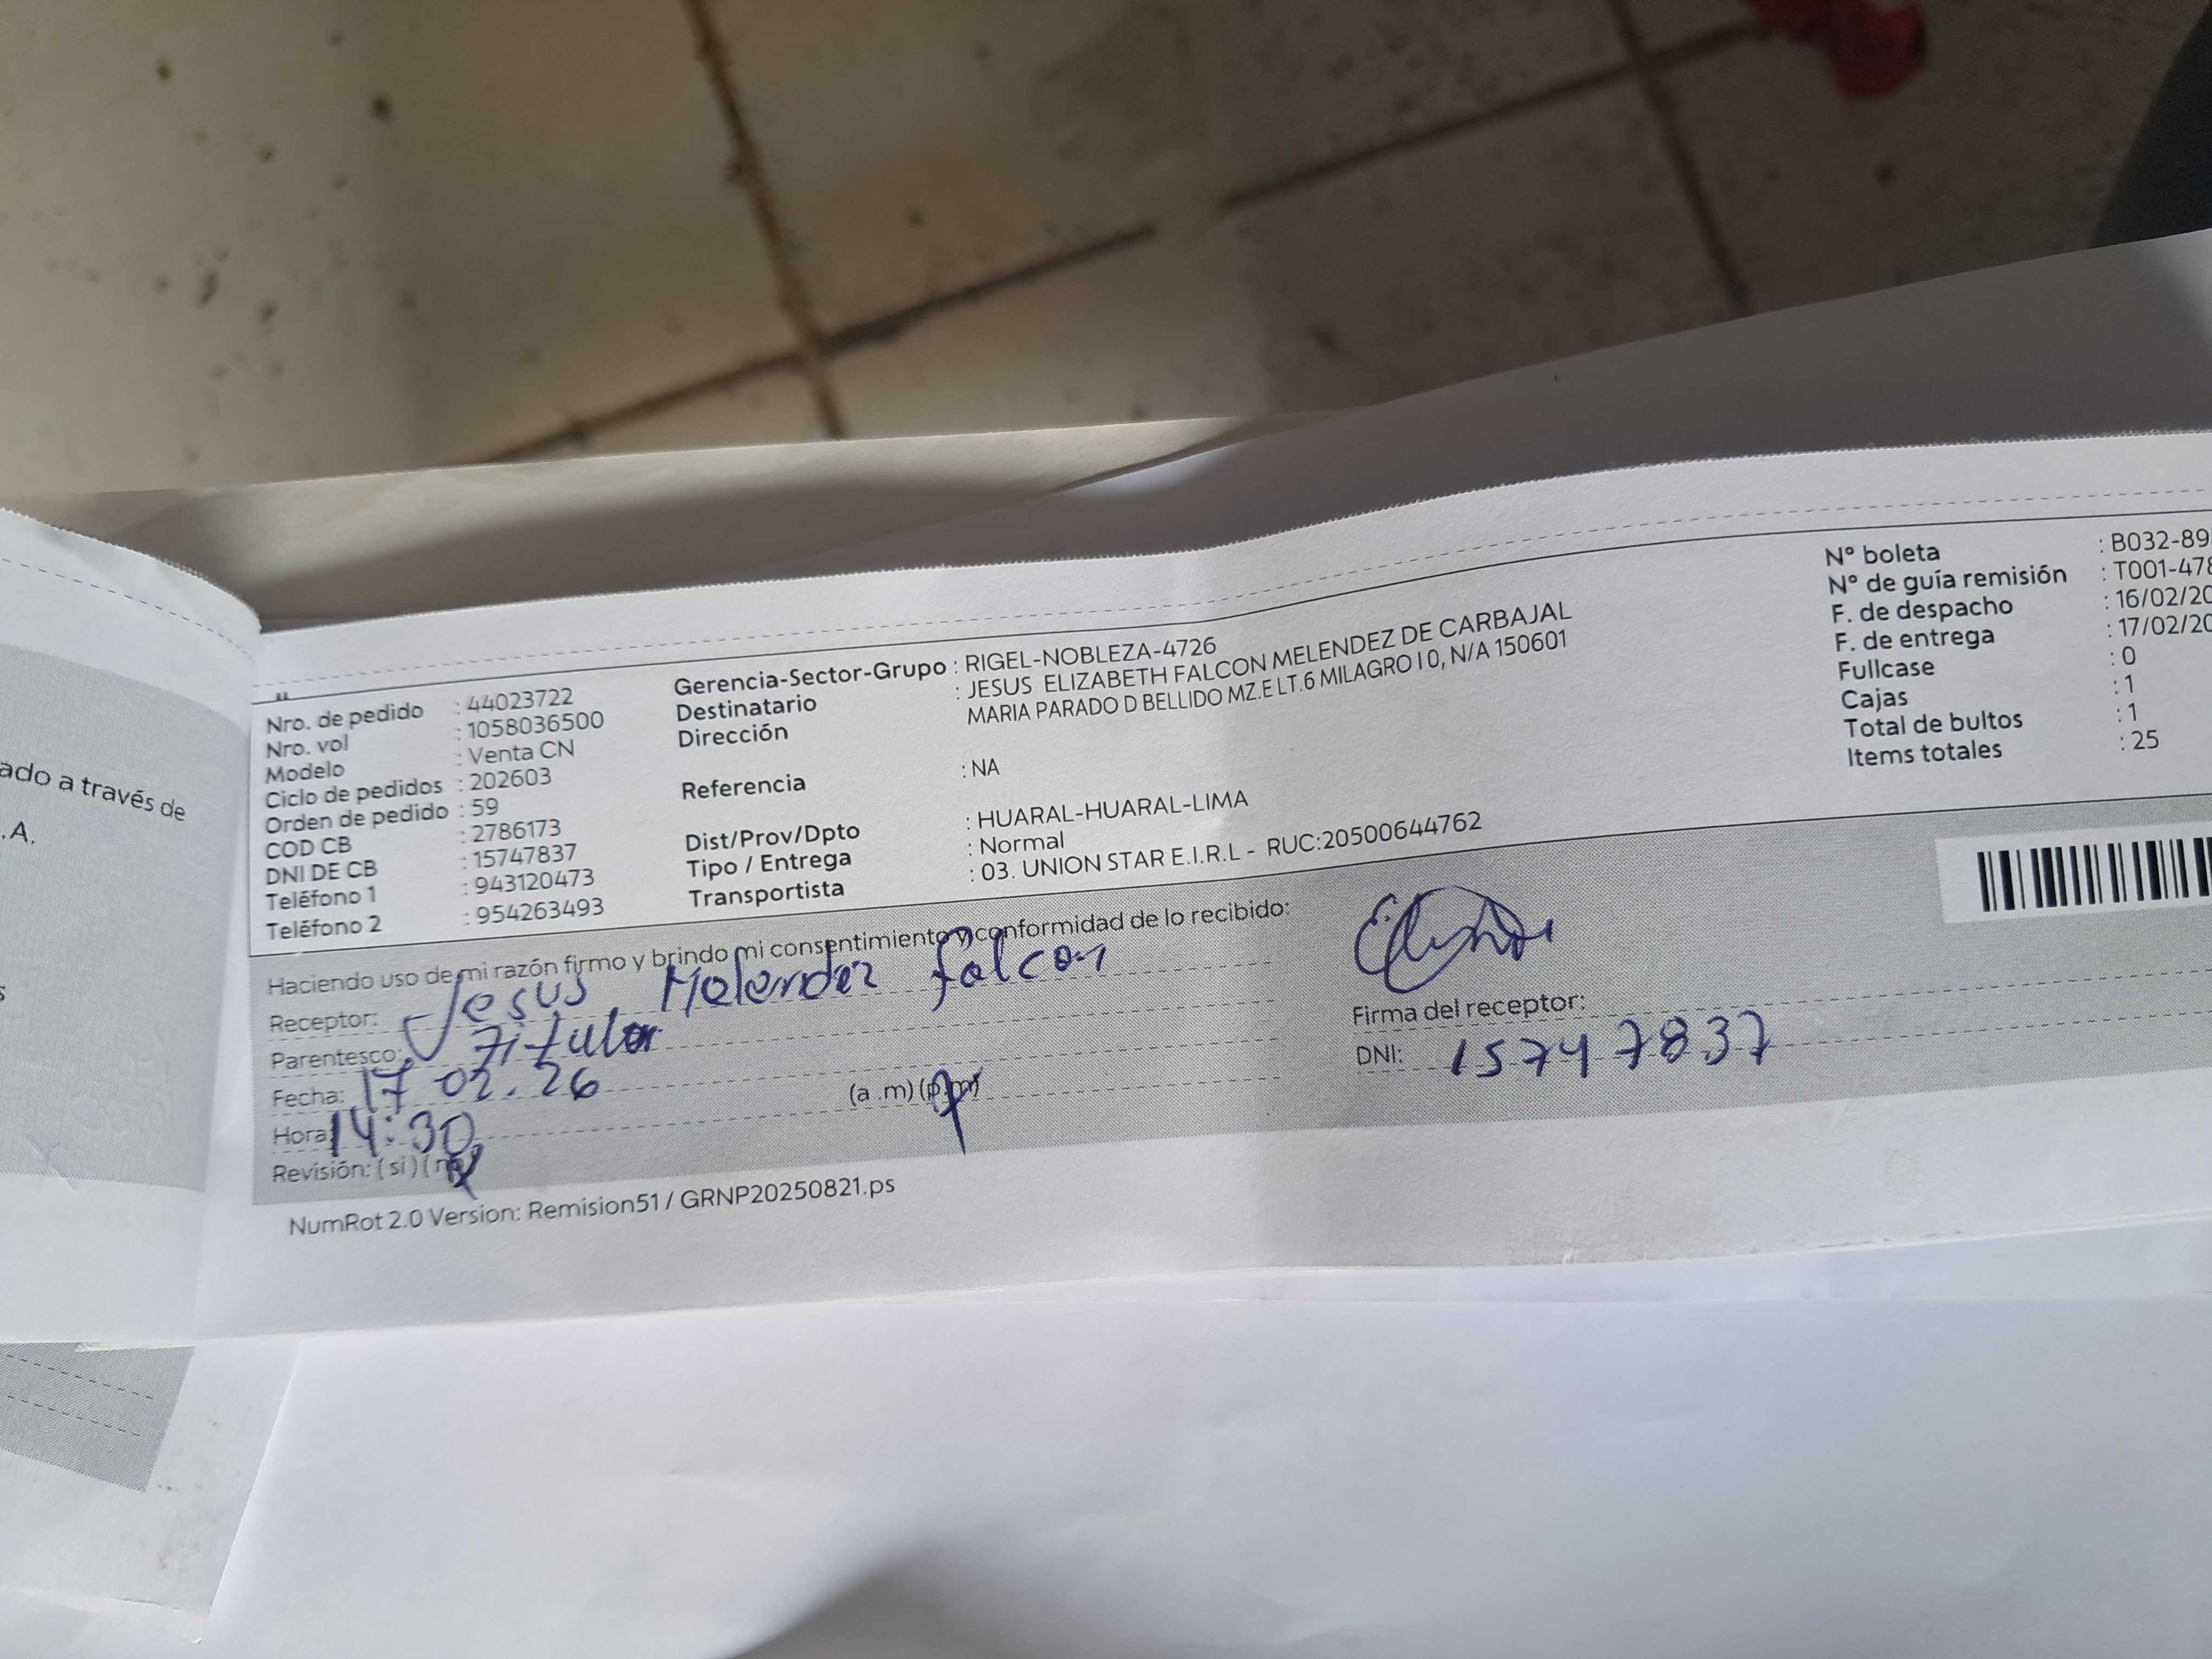 ado a través de
.A.
s
Nro. de pedido : 44023722
Nro. vol : 1058036500
Modelo : Venta CN
Ciclo de pedidos : 202603
Orden de pedido : 59
COD CB : 2786173
DNI DE CB : 15747837
Teléfono 1 : 943120473
Teléfono 2 : 954263493
Gerencia-Sector-Grupo : RIGEL-NOBLEZA-4726
Destinatario : JESUS ELIZABETH FALCON MELENDEZ DE CARBAJAL
Dirección MARIA PARADO D BELLIDO MZ.E LT.6 MILAGRO I 0, N/A 150601
Referencia : NA
Dist/Prov/Dpto : HUARAL-HUARAL-LIMA
Tipo / Entrega : Normal
Transportista : 03. UNION STAR E.I.R.L - RUC:20500644762
N° boleta : B032-89
N° de guía remisión : T001-478
F. de despacho : 16/02/20
F. de entrega : 17/02/20
Fullcase : 0
Cajas : 1
Total de bultos : 1
Items totales : 25
Haciendo uso de mi razón firmo y brindo mi consentimiento y conformidad de lo recibido:
Receptor: Jesus Melendez falcon
Parentesco: Titular
Fecha: 17 02.26
Hora 14:30 (a .m) (p.m)
Revisión: ( si ) ( no
Firma del receptor:
DNI: 15747837
NumRot 2.0 Version: Remision51 / GRNP20250821.ps